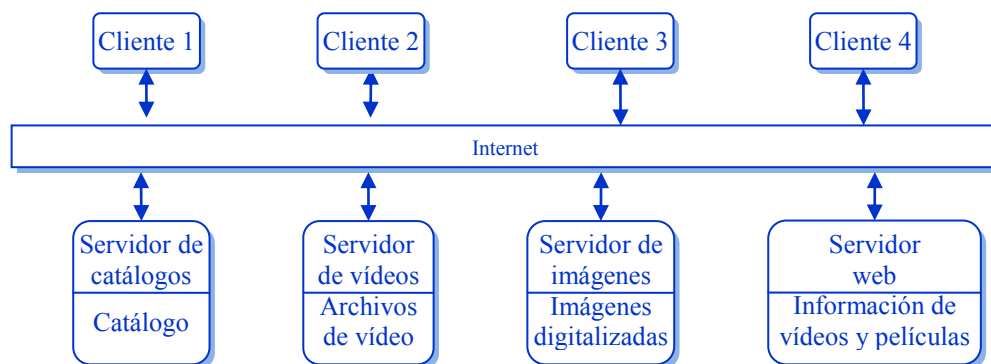 Cliente 1
Cliente 2
Cliente 3
Cliente 4
Internet
Servidor de
catálogos
Catálogo
Servidor
de vídeos
Archivos
de vídeo
Servidor de
imágenes
Imágenes
digitalizadas
Servidor
web
Información de
vídeos y películas